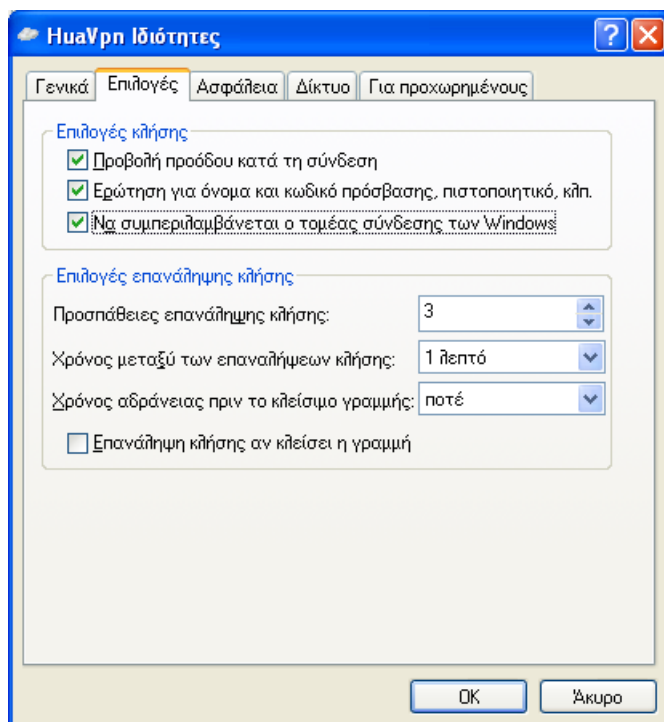 HuaVpn Ιδιότητες
Γενικά Επιλογές Ασφάλεια Δίκτυο Για προχωρημένους
Επιλογές κλήσης
Προβολή προόδου κατά τη σύνδεση
Ερώτηση για όνομα και κωδικό πρόσβασης, πιστοποιητικό, κλπ.
Να συμπεριλαμβάνεται ο τομέας σύνδεσης των Windows
Επιλογές επανάληψης κλήσης
Προσπάθειες επανάληψης κλήσης: 3
Χρόνος μεταξύ των επαναλήψεων κλήσης: 1 λεπτό
Χρόνος αδράνειας πριν το κλείσιμο γραμμής: ποτέ
Επανάληψη κλήσης αν κλείσει η γραμμή
OK Άκυρο